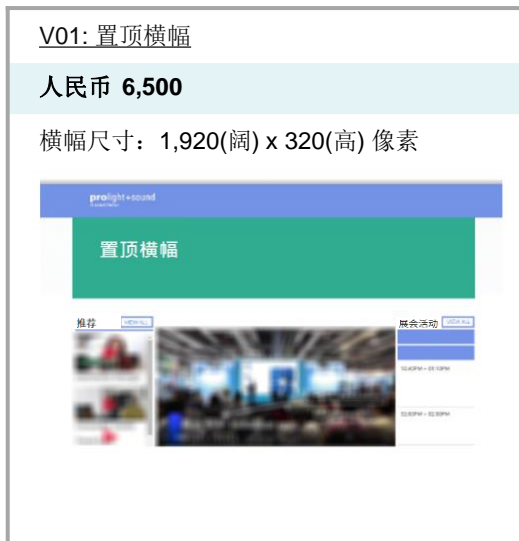 V01: 置顶横幅
人民币 6,500
横幅尺寸：1,920(阔) x 320(高) 像素
prolight+sound
置顶横幅
推荐 VIEW ALL
展会活动 VIEW ALL